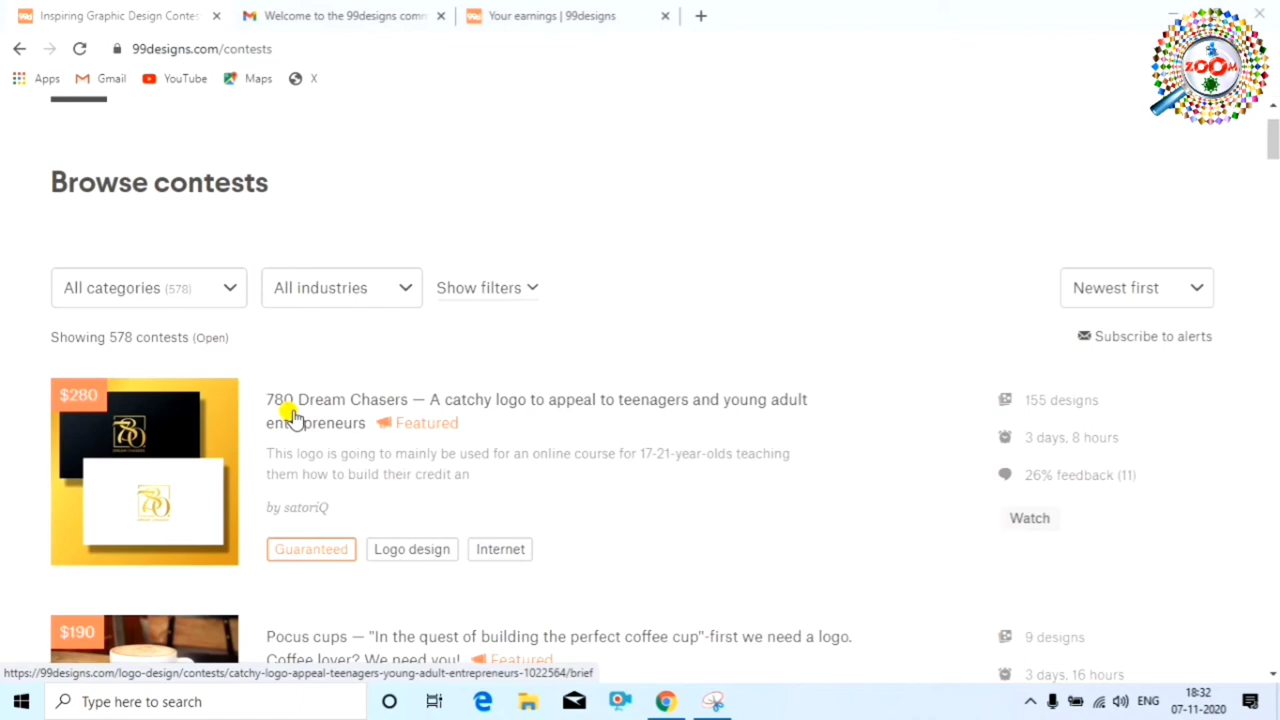 Inspiring Graphic Design Contes
Welcome to the 99designs comm
Your earnings | 99designs
99designs.com/contests
Apps
Gmail
YouTube
Maps
X
ZOOM
Browse contests
All categories (578)
All industries
Show filters
Newest first
Showing 578 contests (Open)
Subscribe to alerts
$280
780 Dream Chasers — A catchy logo to appeal to teenagers and young adult
entrepreneurs Featured
155 designs
3 days, 8 hours
This logo is going to mainly be used for an online course for 17-21-year-olds teaching
them how to build their credit an
26% feedback (11)
by satoriQ
Watch
Guaranteed
Logo design
Internet
$190
Pocus cups — "In the quest of building the perfect coffee cup"-first we need a logo.
Coffee lover? We need you! Featured
9 designs
3 days, 16 hours
https://99designs.com/logo-design/contests/catchy-logo-appeal-teenagers-young-adult-entrepreneurs-1022564/brief
Type here to search
ENG
18:32
07-11-2020